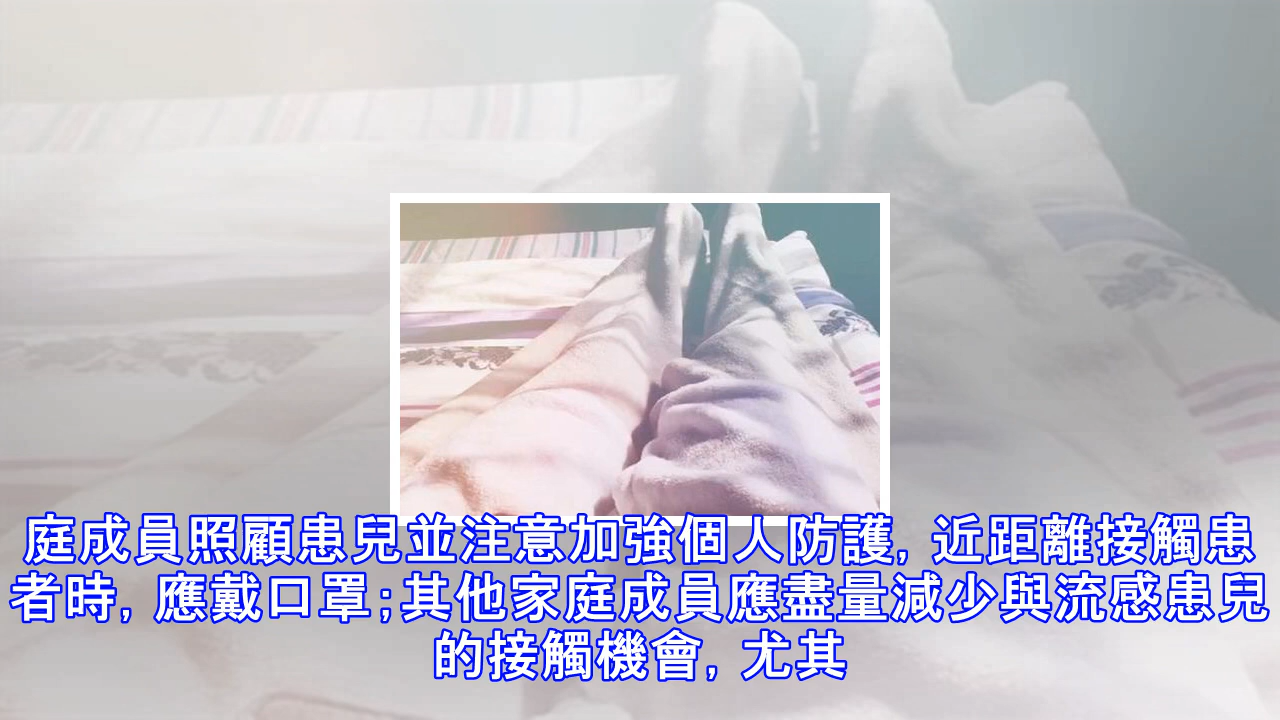 庭成員照顧患兒並注意加強個人防護, 近距離接觸患
者時, 應戴口罩;其他家庭成員應盡量減少與流感患兒
的接觸機會, 尤其